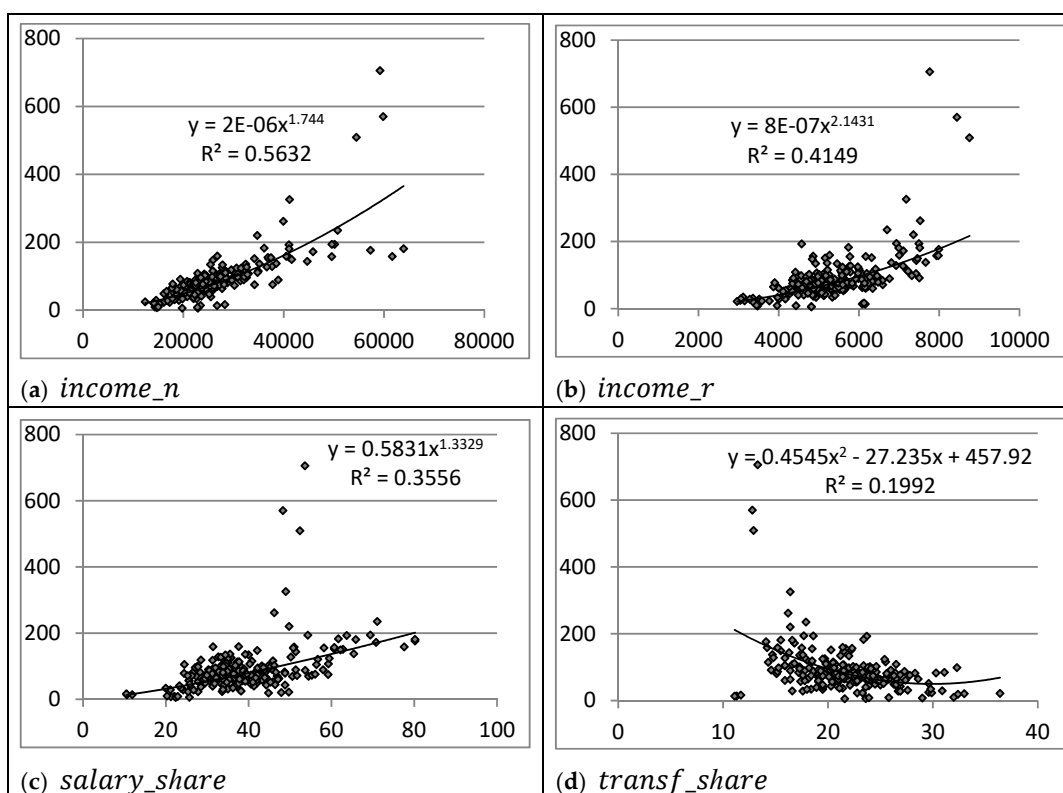 800
600
400
200
0
y = 2E-06x^1.744
R² = 0.5632
0 20000 40000 60000 80000
(a) income_n
800
600
400
200
0
y = 8E-07x^2.1431
R² = 0.4149
0 2000 4000 6000 8000 10000
(b) income_r
800
600
400
200
0
y = 0.5831x^1.3329
R² = 0.3556
0 20 40 60 80 100
(c) salary_share
800
600
400
200
0
y = 0.4545x² - 27.235x + 457.92
R² = 0.1992
0 10 20 30 40
(d) transf_share